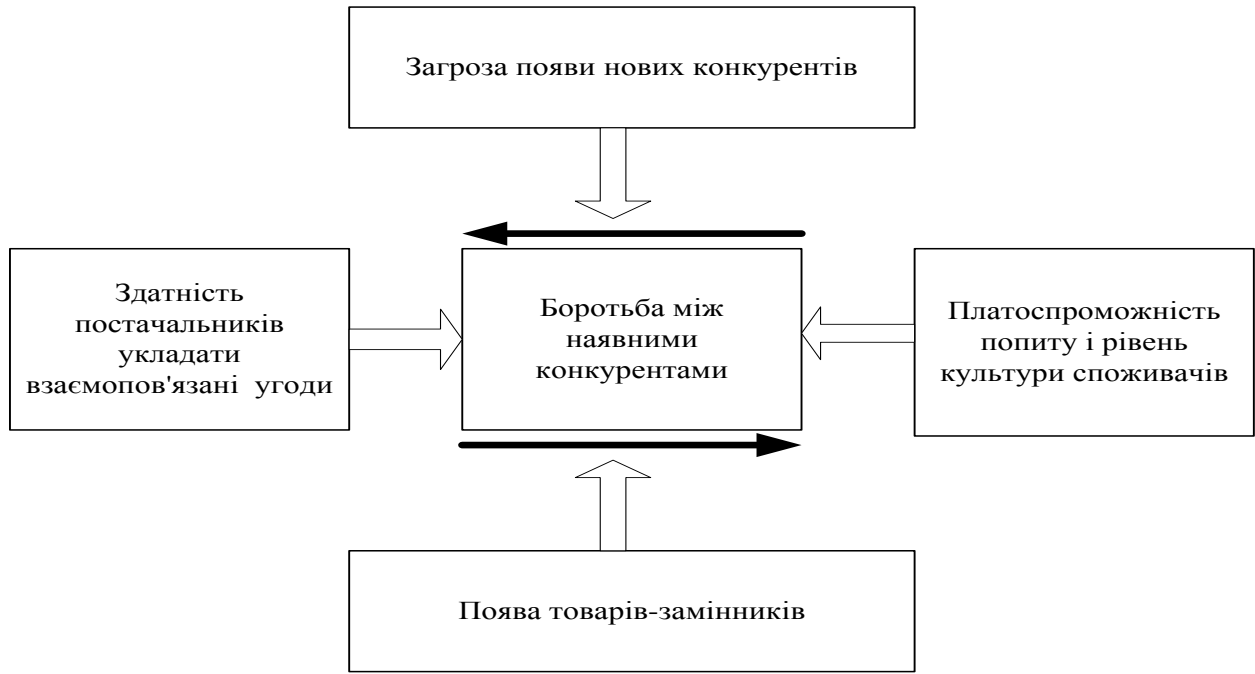 Загроза появи нових конкурентів
Здатність
постачальників
укладати
взаємопов'язані угоди
Боротьба між
наявними
конкурентами
Платоспроможність
попиту і рівень
культури споживачів
Поява товарів-замінників